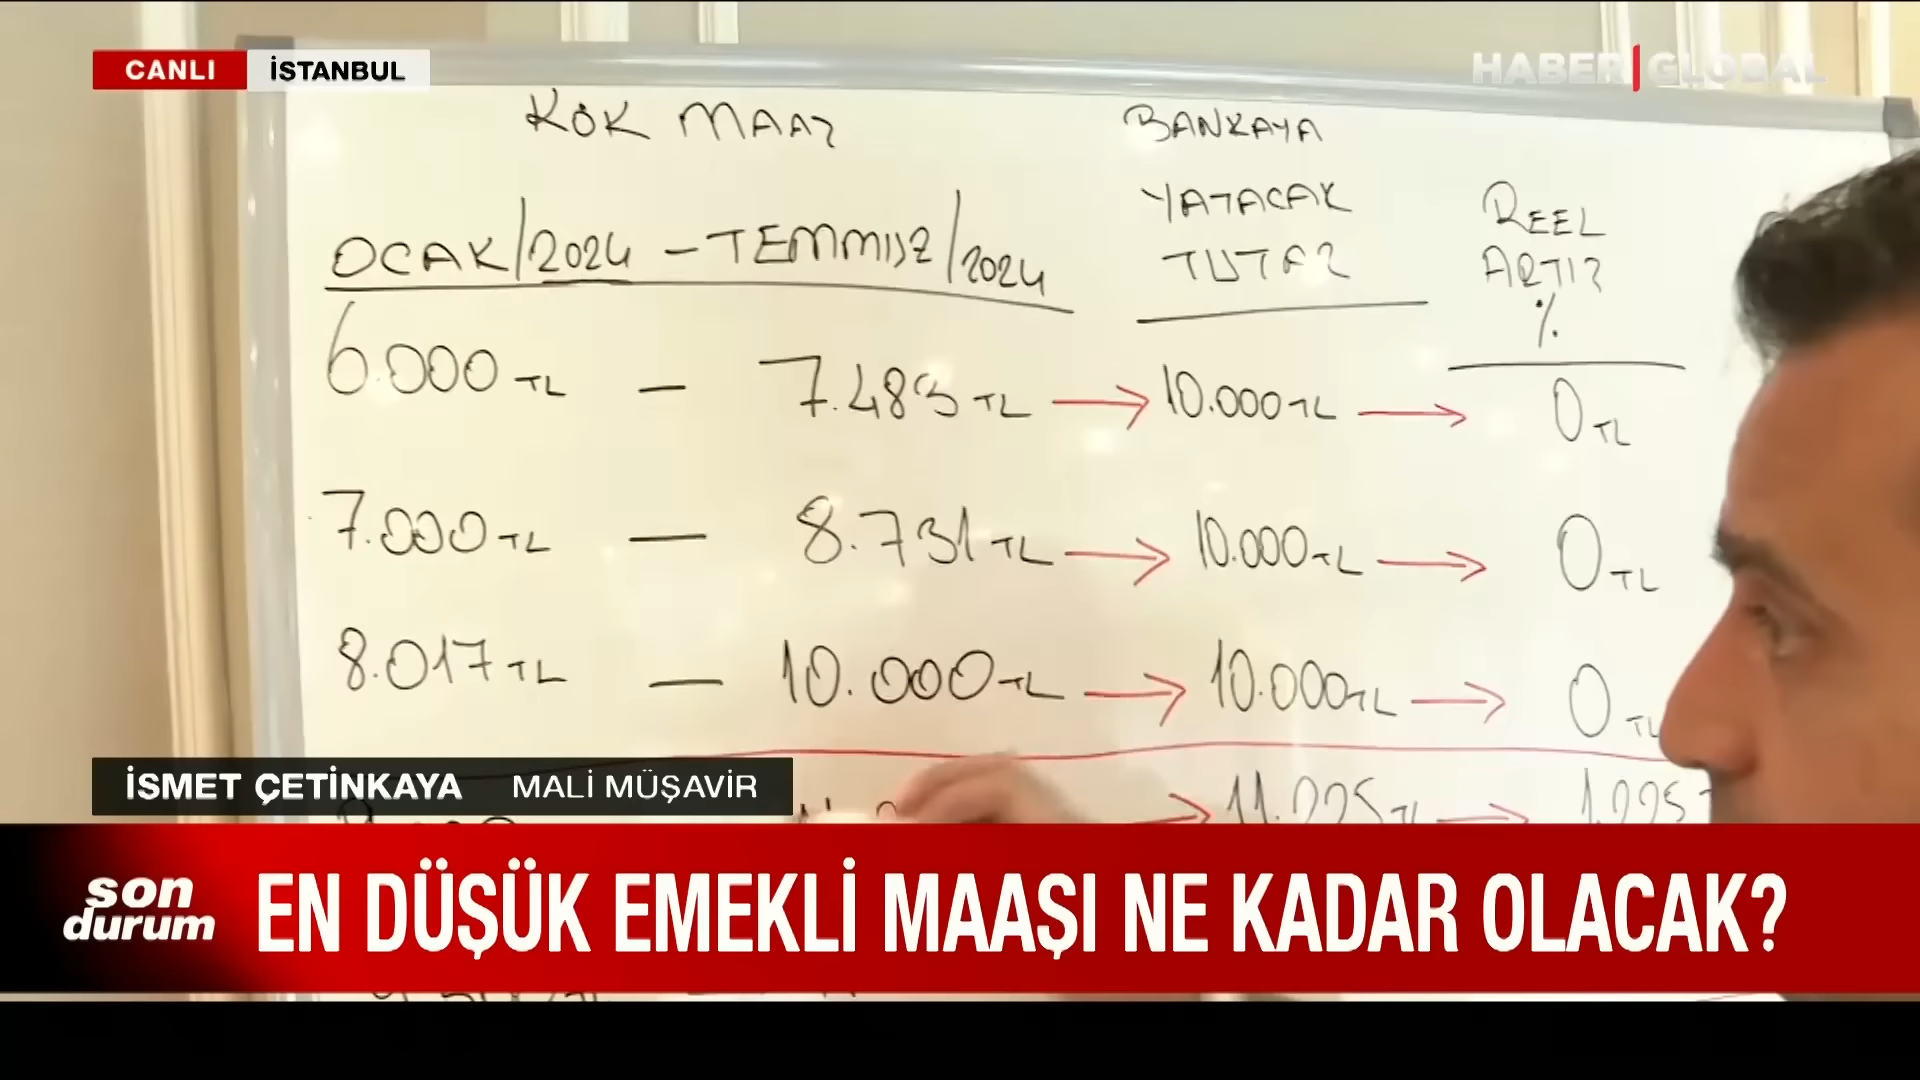 CANLI İSTANBUL
HABER GLOBAL
KÖK MAAŞ
BANKAYA
YATACAK
TUTAR
REEL
ARTIŞ
%
OCAK/2024 - TEMMUZ/2024
6.000 TL - 7.483 TL → 10.000 TL → 0 TL
7.000 TL - 8.731 TL → 10.000 TL → 0 TL
8.017 TL - 10.000 TL → 10.000 TL → 0 TL
→ 11.225 TL →
İSMET ÇETİNKAYA MALİ MÜŞAVİR
son
durum
EN DÜŞÜK EMEKLİ MAAŞI NE KADAR OLACAK?